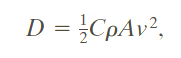 D = ½CρAv²,